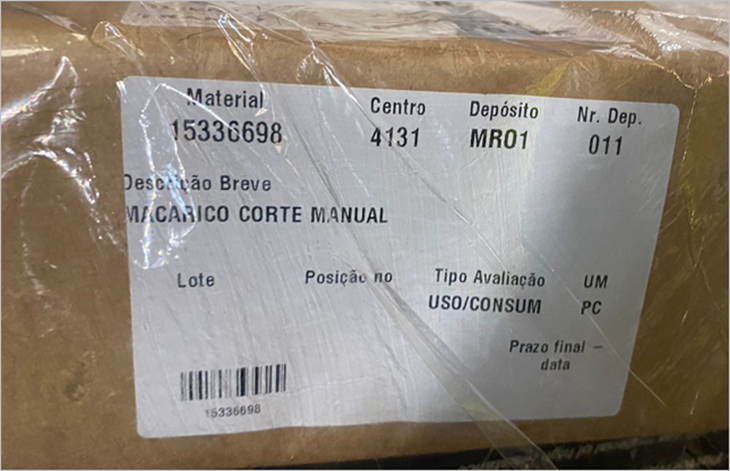 Material Centro Depósito Nr. Dep.
15336698 4131 MR01 011
Descrição Breve
MACARICO CORTE MANUAL
Lote Posição no Tipo Avaliação UM
USO/CONSUM PC
Prazo final –
data
15336698